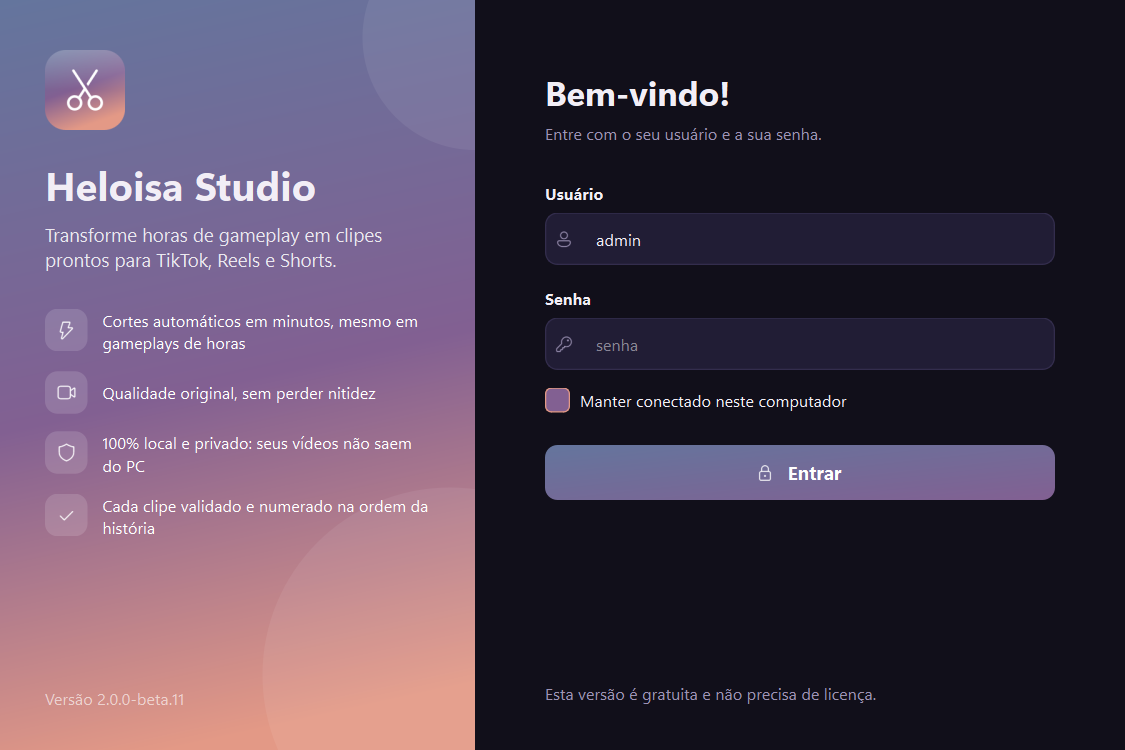 Heloisa Studio
Transforme horas de gameplay em clipes
prontos para TikTok, Reels e Shorts.
Cortes automáticos em minutos, mesmo em
gameplays de horas
Qualidade original, sem perder nitidez
100% local e privado: seus vídeos não saem
do PC
Cada clipe validado e numerado na ordem da
história
Versão 2.0.0-beta.11
Bem-vindo!
Entre com o seu usuário e a sua senha.
Usuário
admin
Senha
senha
Manter conectado neste computador
Entrar
Esta versão é gratuita e não precisa de licença.